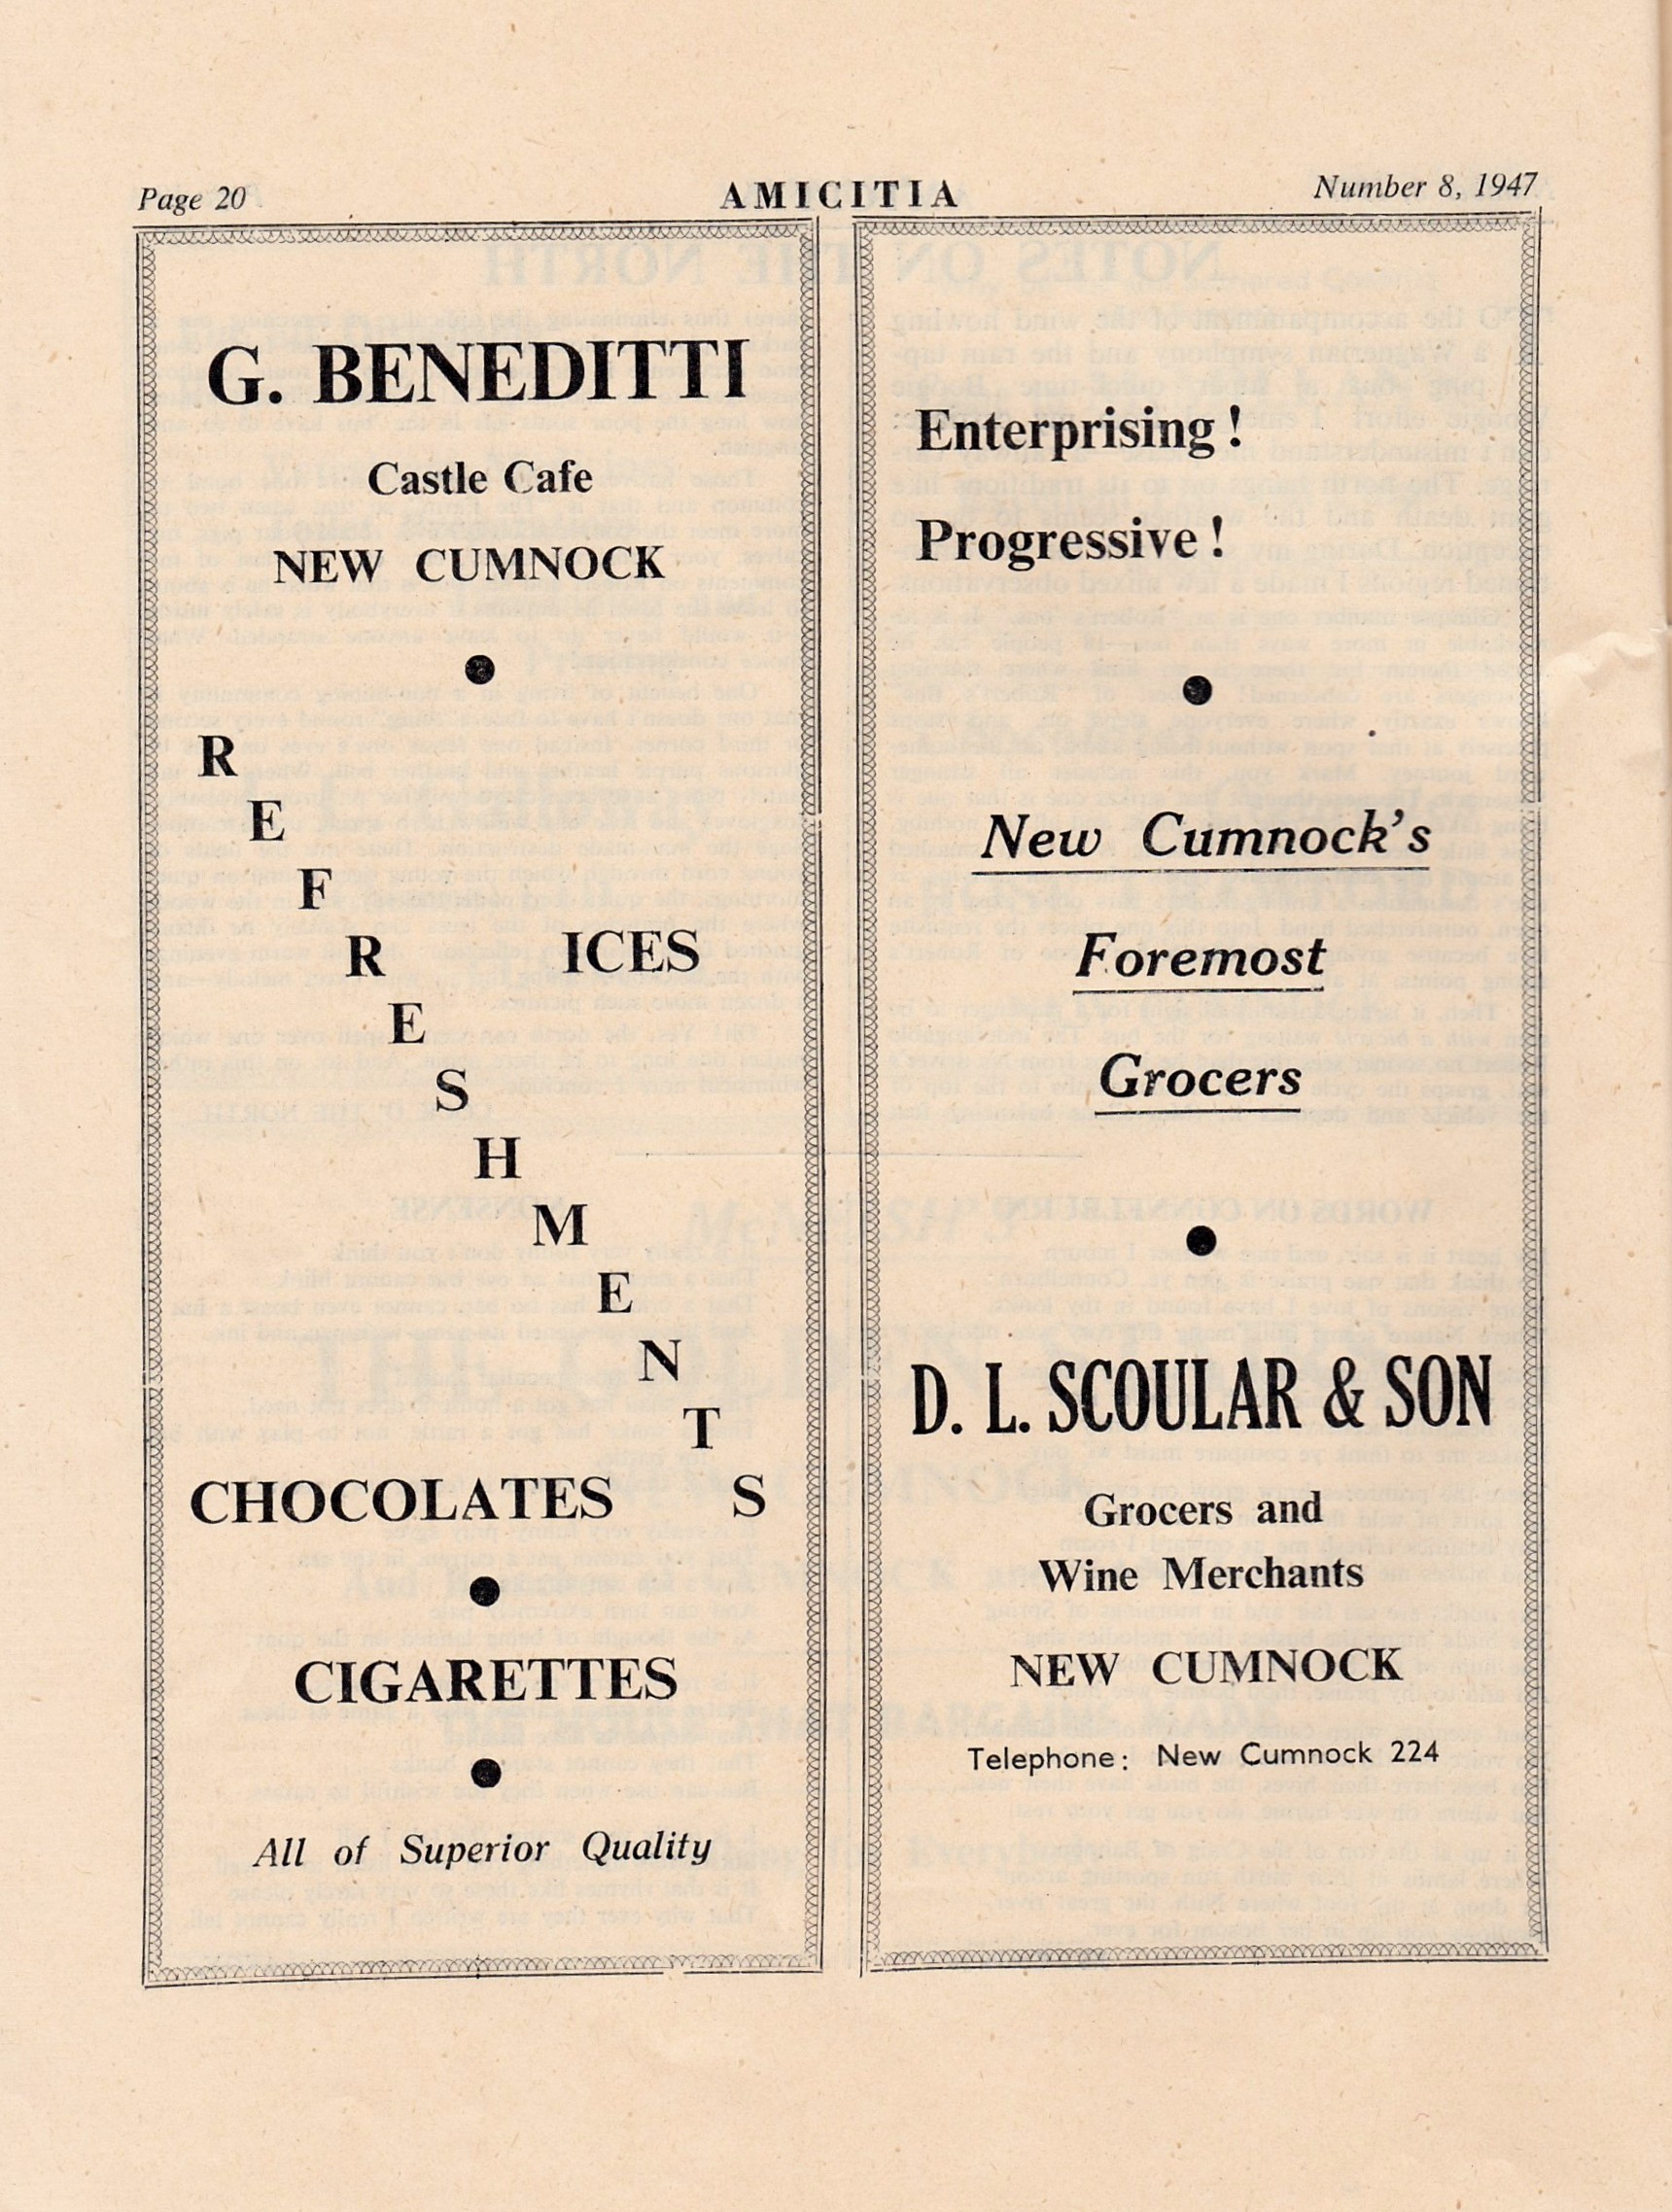 Page 20
AMICITIA
Number 8, 1947
G. BENEDITTI
Castle Cafe
NEW CUMNOCK
R
E
F
R ICES
E
S
H
M
E
N
T
CHOCOLATES S
CIGARETTES
All of Superior Quality
Enterprising !
Progressive !
New Cumnock's
Foremost
Grocers
D. L. SCOULAR & SON
Grocers and
Wine Merchants
NEW CUMNOCK
Telephone: New Cumnock 224